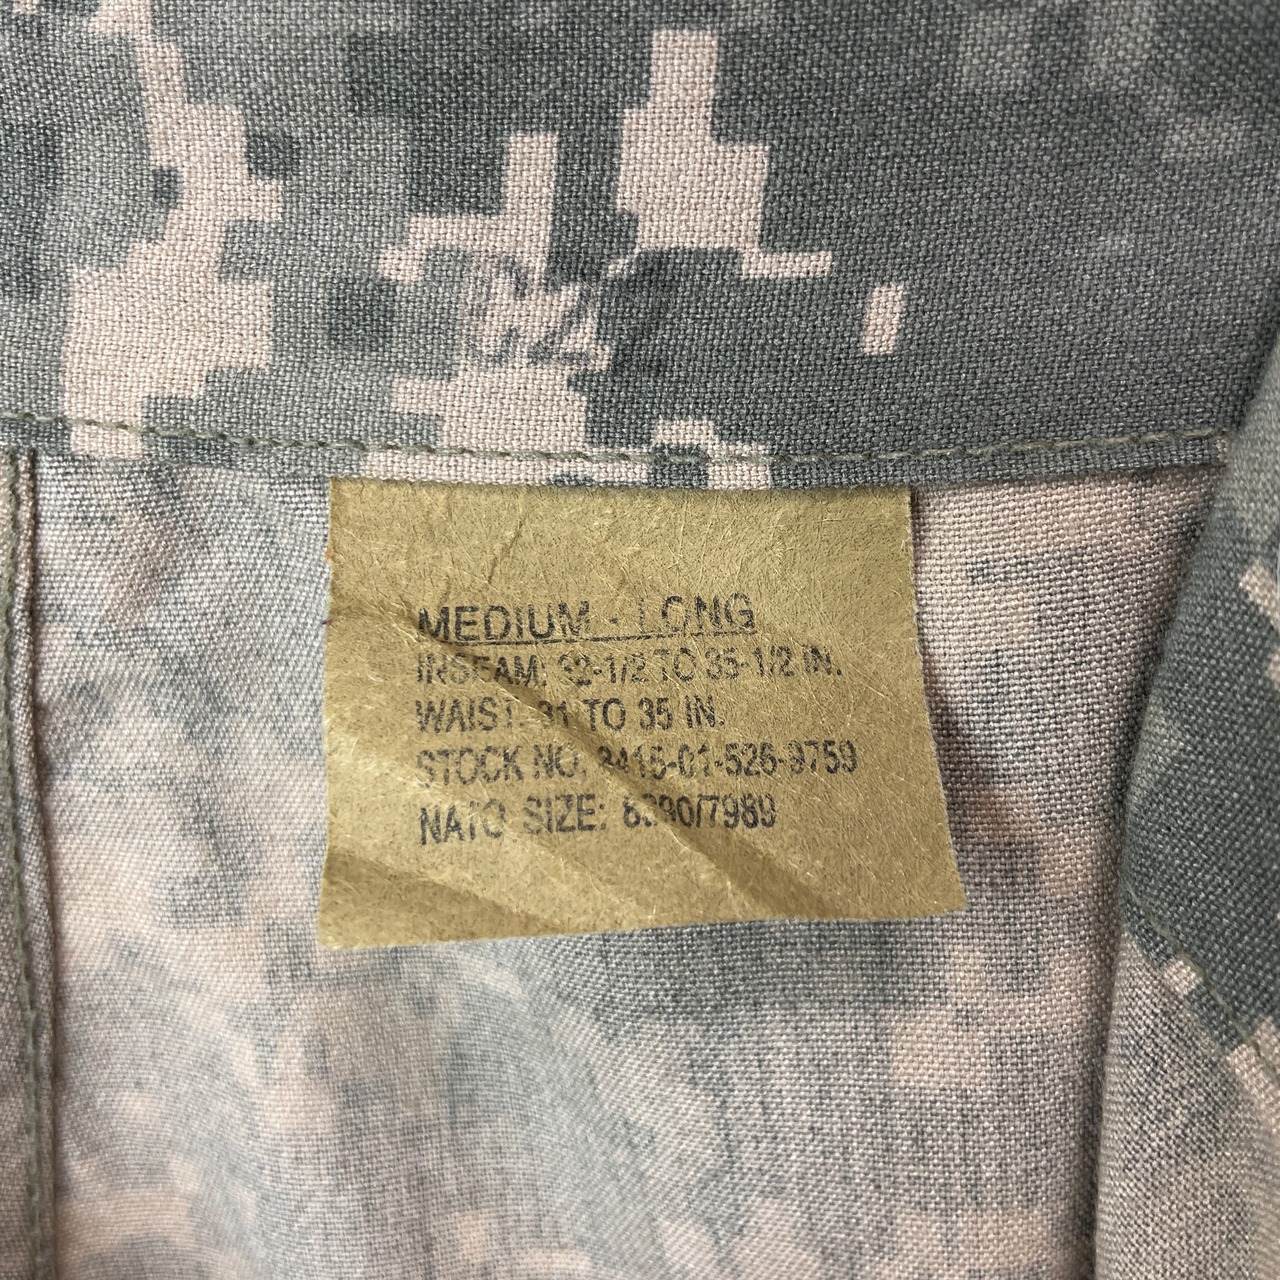 MEDIUM - LONG
INSEAM: 32-1/2 TO 35-1/2 IN.
WAIST: 31 TO 35 IN.
STOCK NO. 8415-01-526-9759
NATO SIZE: 8390/7989